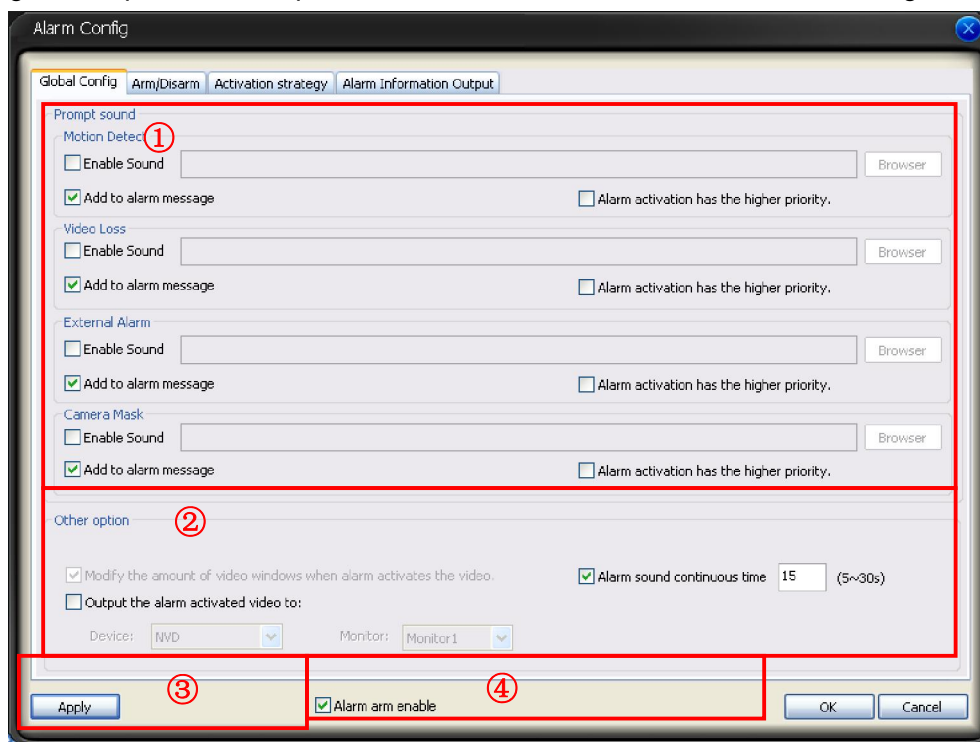 Alarm Config
Global Config Arm/Disarm Activation strategy Alarm Information Output
Prompt sound
Motion Detect
①
Enable Sound Browser
Add to alarm message Alarm activation has the higher priority.
Video Loss
Enable Sound Browser
Add to alarm message Alarm activation has the higher priority.
External Alarm
Enable Sound Browser
Add to alarm message Alarm activation has the higher priority.
Camera Mask
Enable Sound Browser
Add to alarm message Alarm activation has the higher priority.
Other option ②
Modify the amount of video windows when alarm activates the video. Alarm sound continuous time 15 (5~30s)
Output the alarm activated video to:
Device: NVD Monitor: Monitor1
③ ④
Apply Alarm arm enable OK Cancel